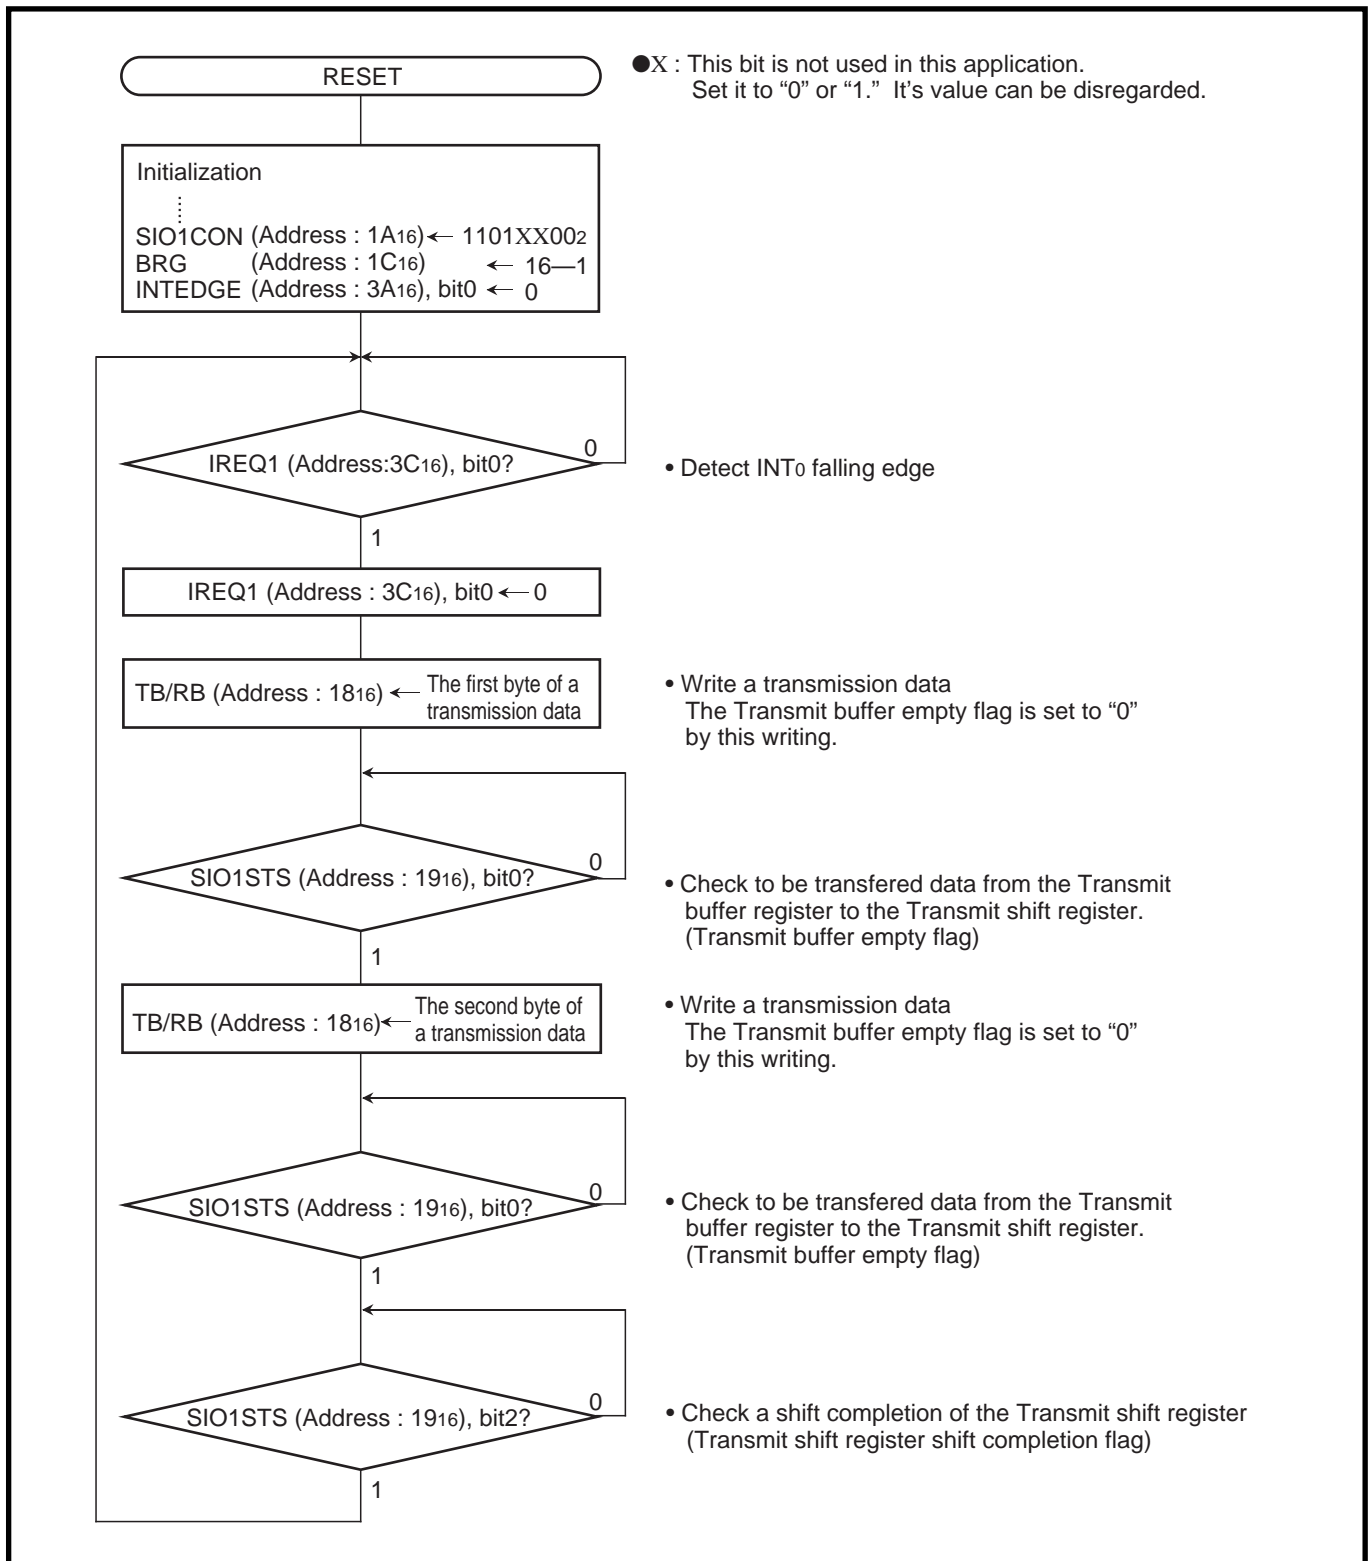 RESET
●X : This bit is not used in this application.
Set it to “0” or “1.” It's value can be disregarded.
Initialization
SIO1CON (Address : 1A16) ← 1101XX002
BRG (Address : 1C16) ← 16—1
INTEDGE (Address : 3A16), bit0 ← 0
IREQ1 (Address:3C16), bit0?
0
• Detect INT0 falling edge
1
IREQ1 (Address : 3C16), bit0 ← 0
TB/RB (Address : 1816) ← The first byte of a
transmission data
• Write a transmission data
The Transmit buffer empty flag is set to “0”
by this writing.
SIO1STS (Address : 1916), bit0?
0
• Check to be transfered data from the Transmit
buffer register to the Transmit shift register.
(Transmit buffer empty flag)
1
TB/RB (Address : 1816) ← The second byte of
a transmission data
• Write a transmission data
The Transmit buffer empty flag is set to “0”
by this writing.
SIO1STS (Address : 1916), bit0?
0
• Check to be transfered data from the Transmit
buffer register to the Transmit shift register.
(Transmit buffer empty flag)
1
SIO1STS (Address : 1916), bit2?
0
• Check a shift completion of the Transmit shift register
(Transmit shift register shift completion flag)
1